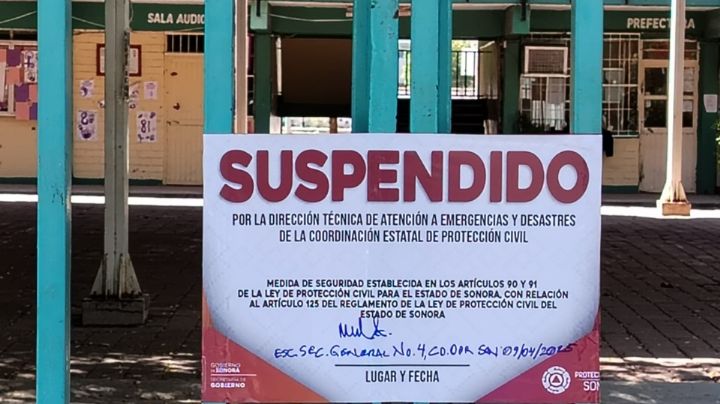 SALA AUDIO
PREFECTURA
SUSPENDIDO
POR LA DIRECCIÓN TÉCNICA DE ATENCIÓN A EMERGENCIAS Y DESASTRES
DE LA COORDINACIÓN ESTATAL DE PROTECCIÓN CIVIL
MEDIDA DE SEGURIDAD ESTABLECIDA EN LOS ARTÍCULOS 90 Y 91
DE LA LEY DE PROTECCIÓN CIVIL PARA EL ESTADO DE SONORA, CON RELACIÓN
AL ARTÍCULO 125 DEL REGLAMENTO DE LA LEY DE PROTECCIÓN CIVIL DEL
ESTADO DE SONORA
ESC. SEC. General No. 4, CD. OBR SON 09/04/2025
LUGAR Y FECHA
GOBIERNO
DE SONORA
SECRETARÍA DE
GOBIERNO
PROTEC
SON